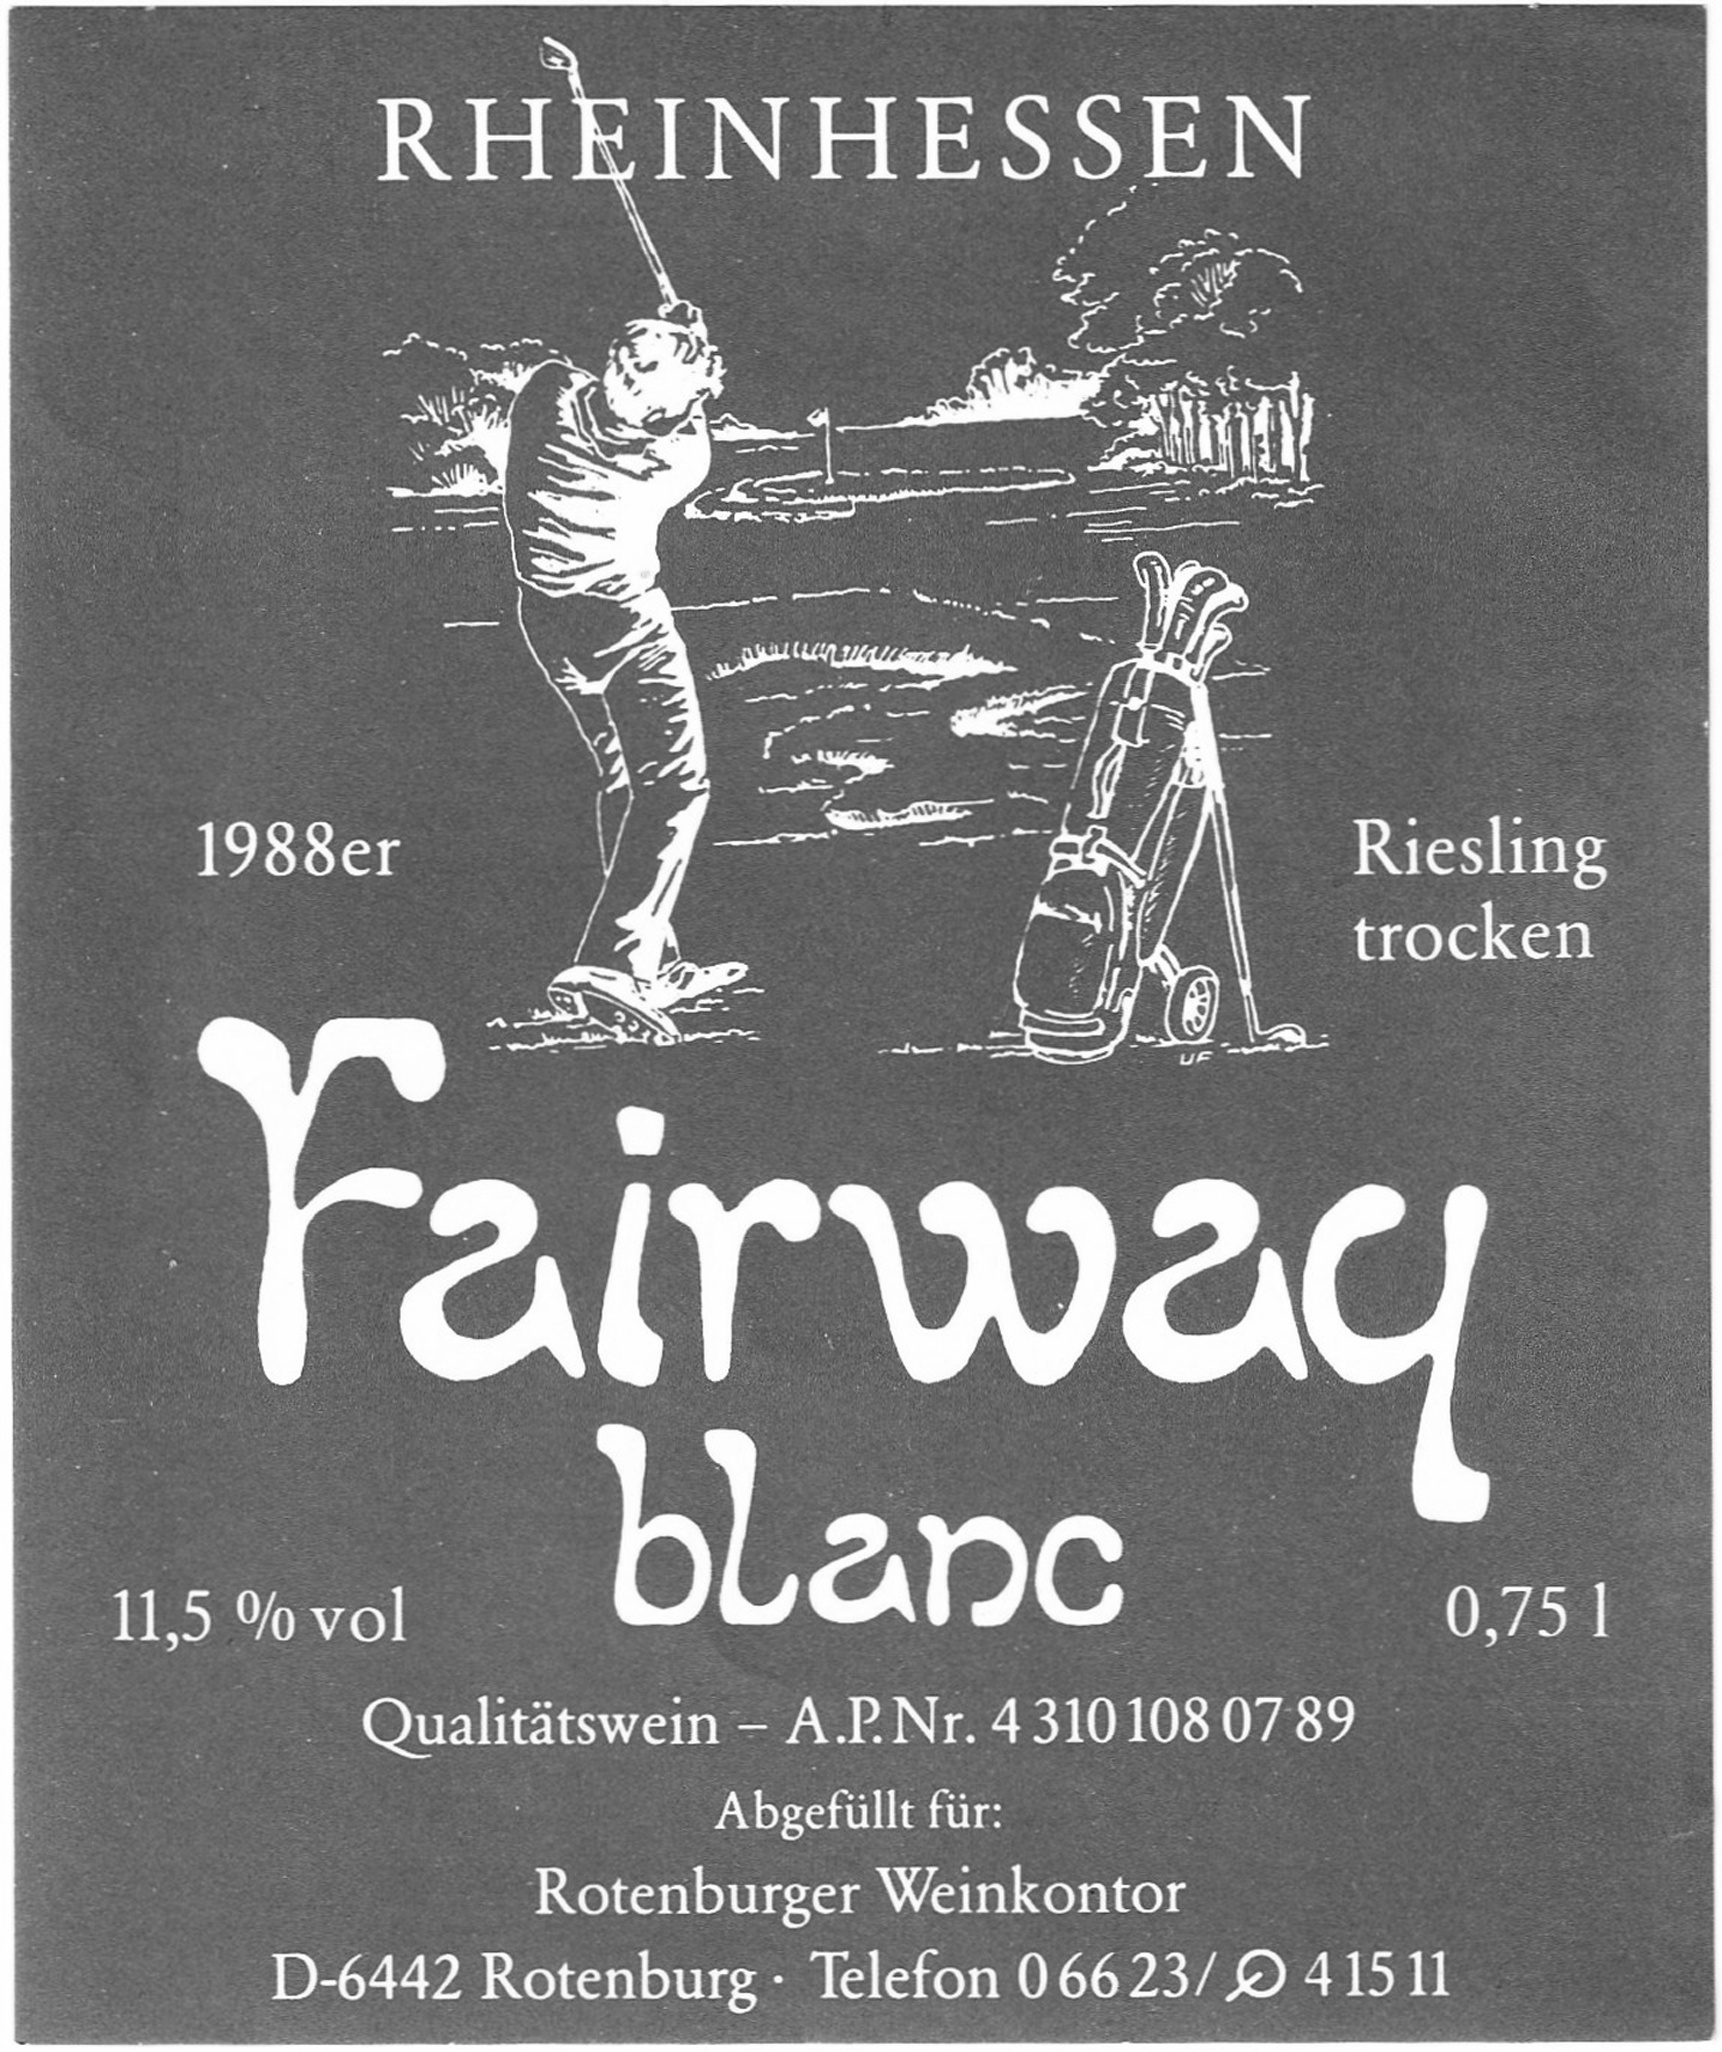 RHEINHESSEN
1988er
Riesling
trocken
UF
Fairway
blanc
11,5 % vol
0,75 l
Qualitätswein – A.P.Nr. 4 310 108 07 89
Abgefüllt für:
Rotenburger Weinkontor
D-6442 Rotenburg · Telefon 0 66 23/ 4 15 11